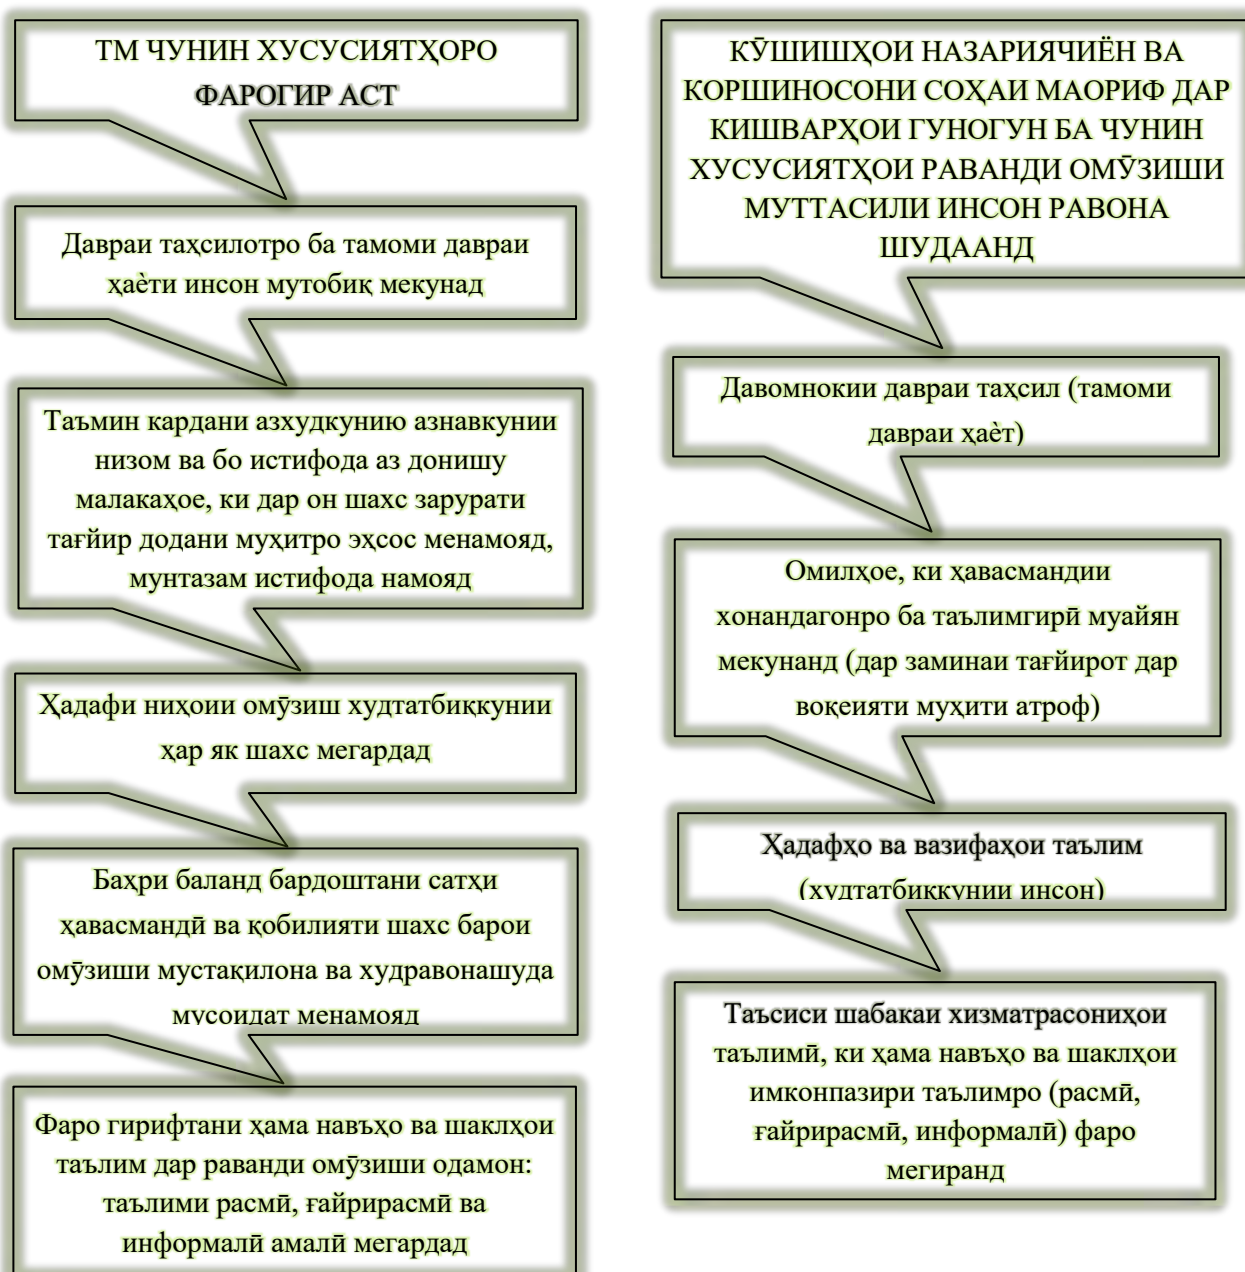 ТМ ЧУНИН ХУСУСИЯТҲОРО
ФАРОГИР АСТ
Давраи таҳсилотро ба тамоми давраи
ҳаѐти инсон мутобиқ мекунад
Таъмин кардани азхудкунию азнавкунии
низом ва бо истифода аз донишу
малакаҳое, ки дар он шахс зарурати
тағйир додани муҳитро эҳсос менамояд,
мунтазам истифода намояд
Ҳадафи ниҳоии омӯзиш худтатбиққунии
ҳар як шахс мегардад
Баҳри баланд бардоштани сатҳи
ҳавасмандӣ ва қобилияти шахс барои
омӯзиши мустақилона ва худравонашуда
мусоидат менамояд
Фаро гирифтани ҳама навъҳо ва шаклҳои
таълим дар раванди омӯзиши одамон:
таълими расмӣ, ғайрирасмӣ ва
информалӣ амалӣ мегардад
КӮШИШҲОИ НАЗАРИЯЧИЁН ВА
КОРШИНОСОНИ СОҲАИ МАОРИФ ДАР
КИШВАРҲОИ ГУНОГУН БА ЧУНИН
ХУСУСИЯТҲОИ РАВАНДИ ОМӮЗИШИ
МУТТАСИЛИ ИНСОН РАВОНА
ШУДААНД
Давомнокии давраи таҳсил (тамоми
давраи ҳаѐт)
Омилҳое, ки ҳавасмандии
хонандагонро ба таълимгирӣ муайян
мекунанд (дар заминаи тағйирот дар
воқеияти муҳити атроф)
Ҳадафҳо ва вазифаҳои таълим
(худтатбиққунии инсон)
Таъсиси шабакаи хизматрасониҳои
таълимӣ, ки ҳама навъҳо ва шаклҳои
имконпазири таълимро (расмӣ,
ғайрирасмӣ, информалӣ) фаро
мегиранд